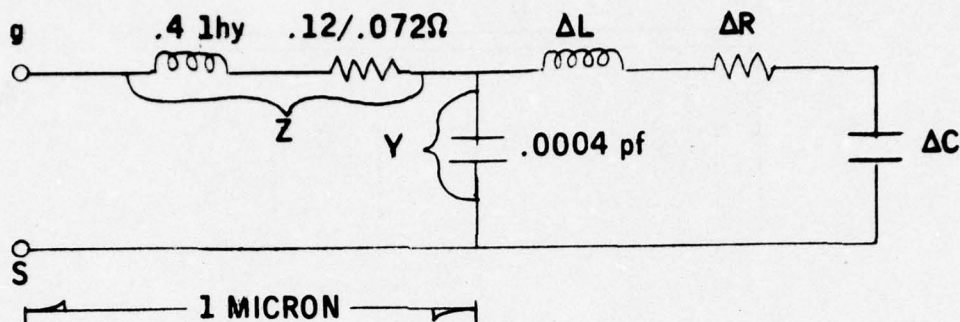 g .4 1hy .12/.072Ω ΔL ΔR
Z
Y .0004 pf ΔC
S
1 MICRON